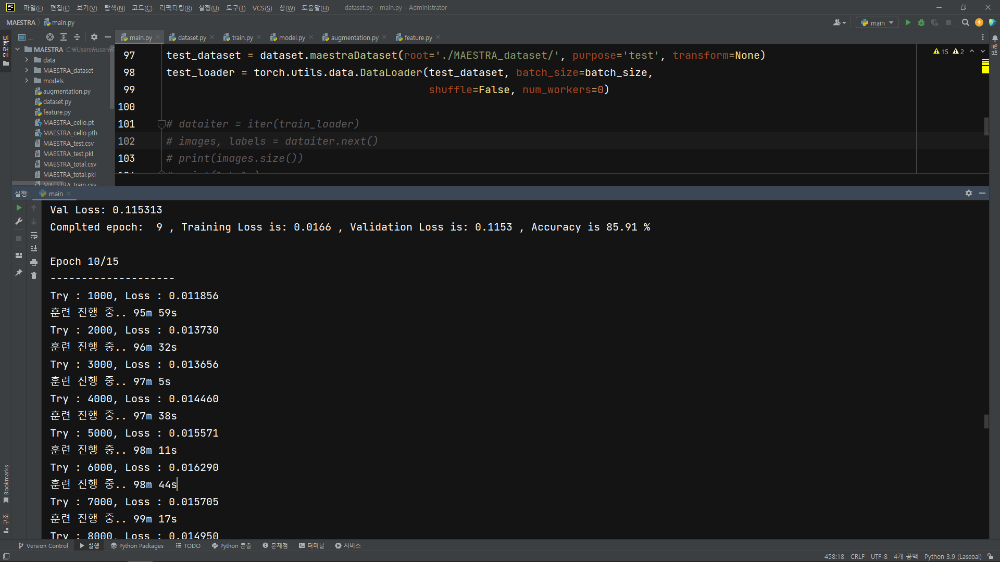 PC 파일(F) 편집(E) 보기(V) 탐색(N) 코드(C) 리팩터링(R) 실행(U) 도구(T) VCS(S) 창(W) 도움말(H) dataset.py - main.py - Administrator
MAESTRA main.py
main
프로젝트
...
main.py dataset.py train.py model.py augmentation.py feature.py
알림
MAESTRA C:\Users\user\P
data
MAESTRA_dataset
models
augmentation.py
dataset.py
feature.py
MAESTRA_cello.pt
MAESTRA_cello.pth
MAESTRA_test.csv
MAESTRA_test.pkl
MAESTRA_total.csv
MAESTRA_total.pkl
MAESTRA_train.csv
15 2
97 test_dataset = dataset.maestraDataset(root='./MAESTRA_dataset/', purpose='test', transform=None)
98 test_loader = torch.utils.data.DataLoader(test_dataset, batch_size=batch_size,
99 shuffle=False, num_workers=0)
100
101 # dataiter = iter(train_loader)
102 # images, labels = dataiter.next()
103 # print(images.size())
실행: main
Val Loss: 0.115313
Complted epoch:  9 , Training Loss is: 0.0166 , Validation Loss is: 0.1153 , Accuracy is 85.91 %
Epoch 10/15
--------------------
Try : 1000, Loss : 0.011856
훈련 진행 중.. 95m 59s
Try : 2000, Loss : 0.013730
훈련 진행 중.. 96m 32s
Try : 3000, Loss : 0.013656
훈련 진행 중.. 97m 5s
Try : 4000, Loss : 0.014460
훈련 진행 중.. 97m 38s
Try : 5000, Loss : 0.015571
훈련 진행 중.. 98m 11s
Try : 6000, Loss : 0.016290
훈련 진행 중.. 98m 44s
Try : 7000, Loss : 0.015705
훈련 진행 중.. 99m 17s
Try : 8000, Loss : 0.014950
Bookmarks
구조
Version Control 실행 Python Packages TODO Python 콘솔 문제점 터미널 서비스
458:18 CRLF UTF-8 4개 공백 Python 3.9 (Laseoal)